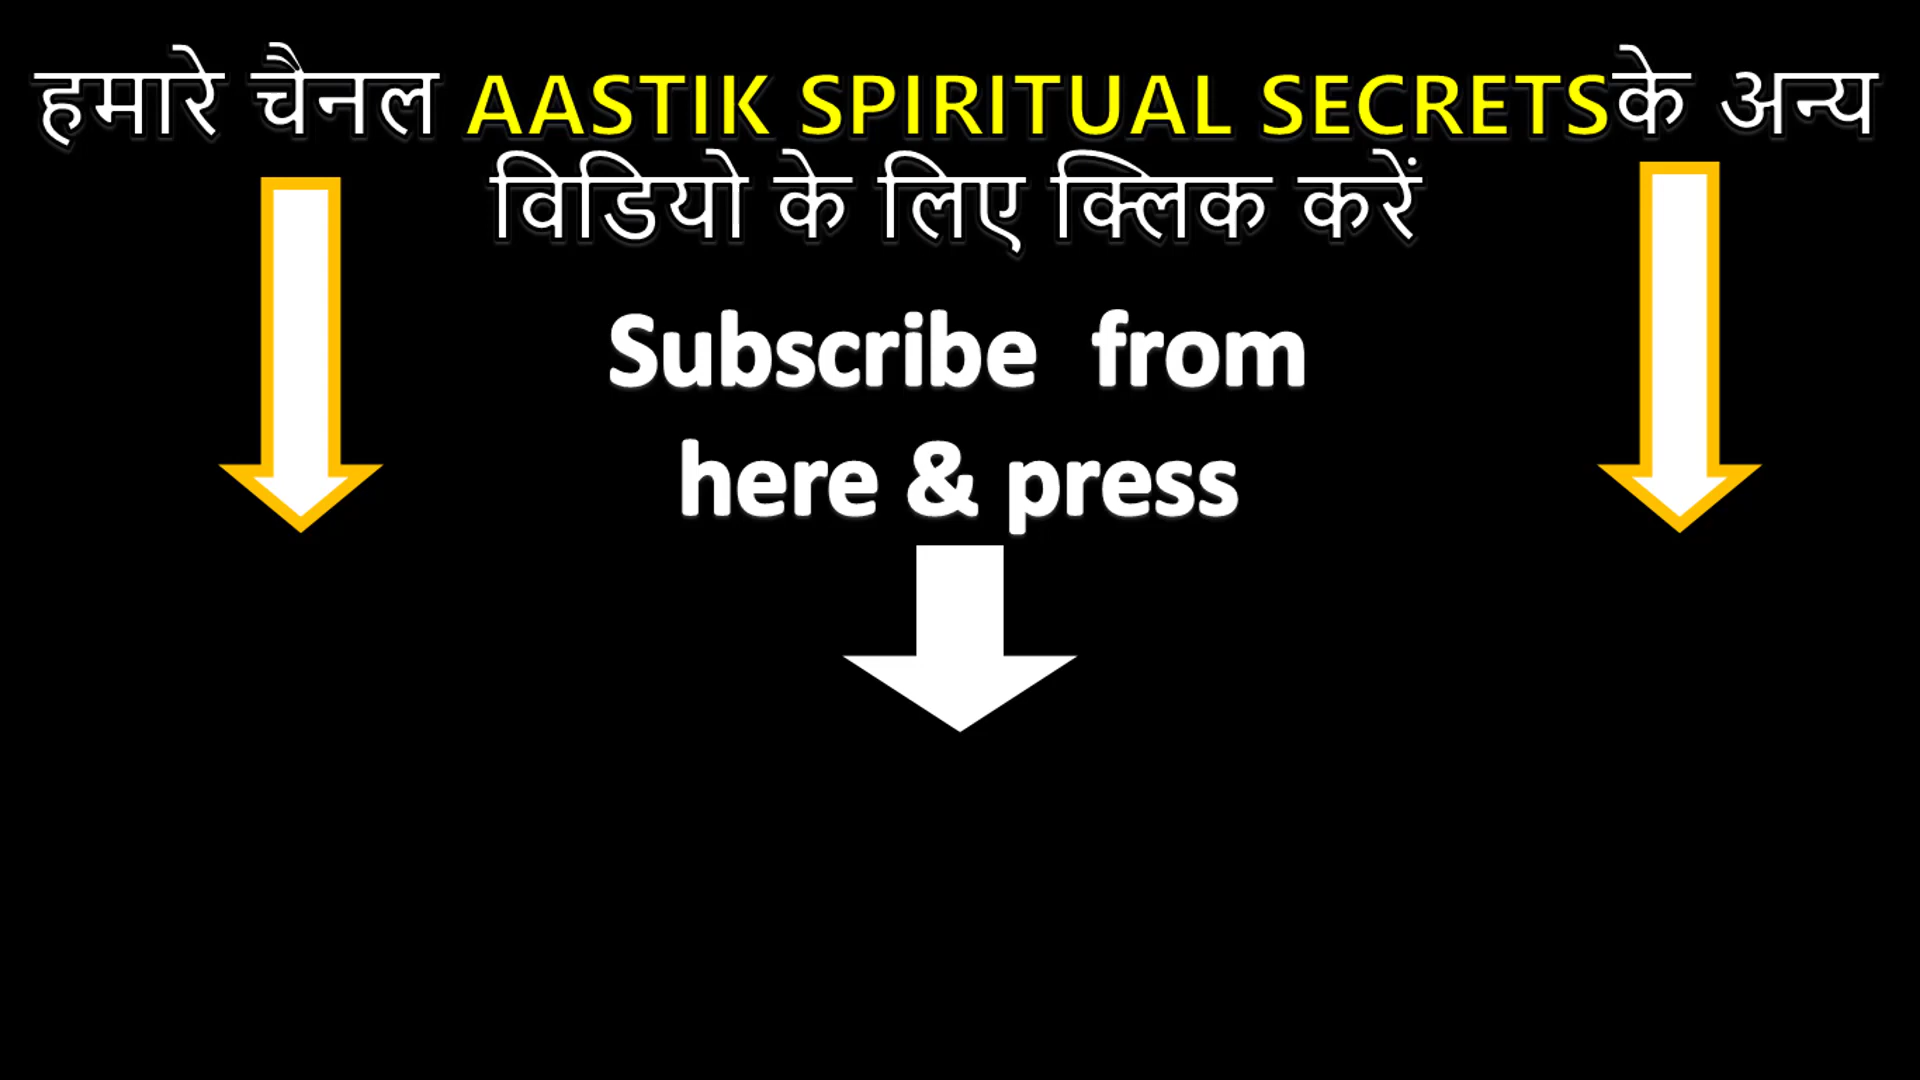 हमारे चैनल AASTIK SPIRITUAL SECRETSके अन्य
विडियो के लिए क्लिक करें
Subscribe from
here & press